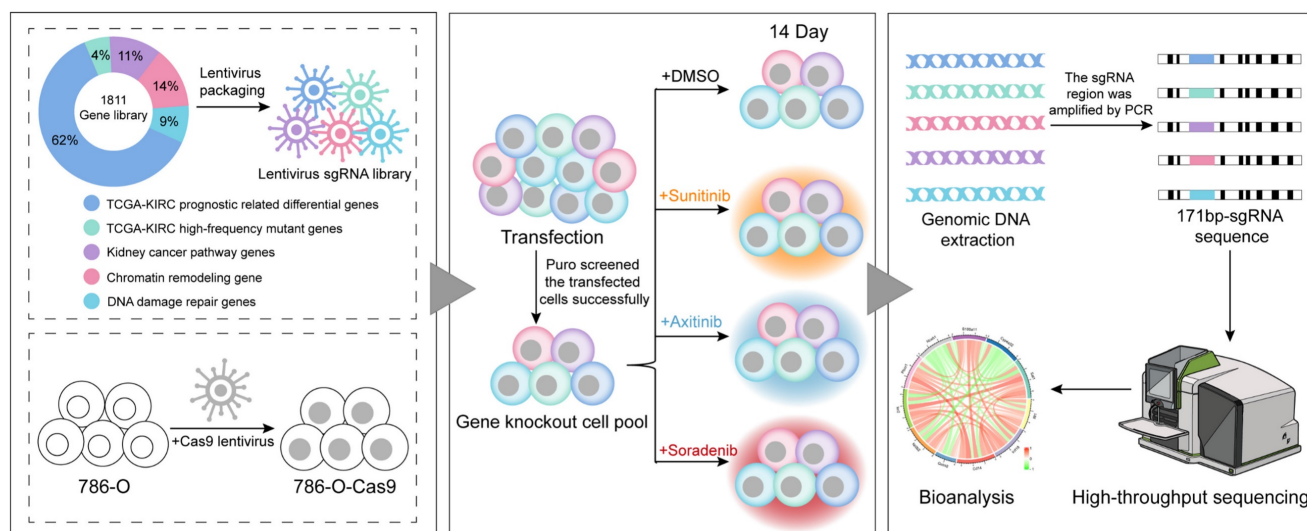 4%
11%
14%
9%
62%
1811
Gene library
Lentivirus
packaging
Lentivirus sgRNA library
TCGA-KIRC prognostic related differential genes
TCGA-KIRC high-frequency mutant genes
Kidney cancer pathway genes
Chromatin remodeling gene
DNA damage repair genes
+Cas9 lentivirus
786-O
786-O-Cas9
Transfection
Puro screened
the transfected
cells successfully
Gene knockout cell pool
14 Day
+DMSO
+Sunitinib
+Axitinib
+Soradenib
Genomic DNA
extraction
The sgRNA
region was
amplified by PCR
171bp-sgRNA
sequence
Bioanalysis
High-throughput sequencing